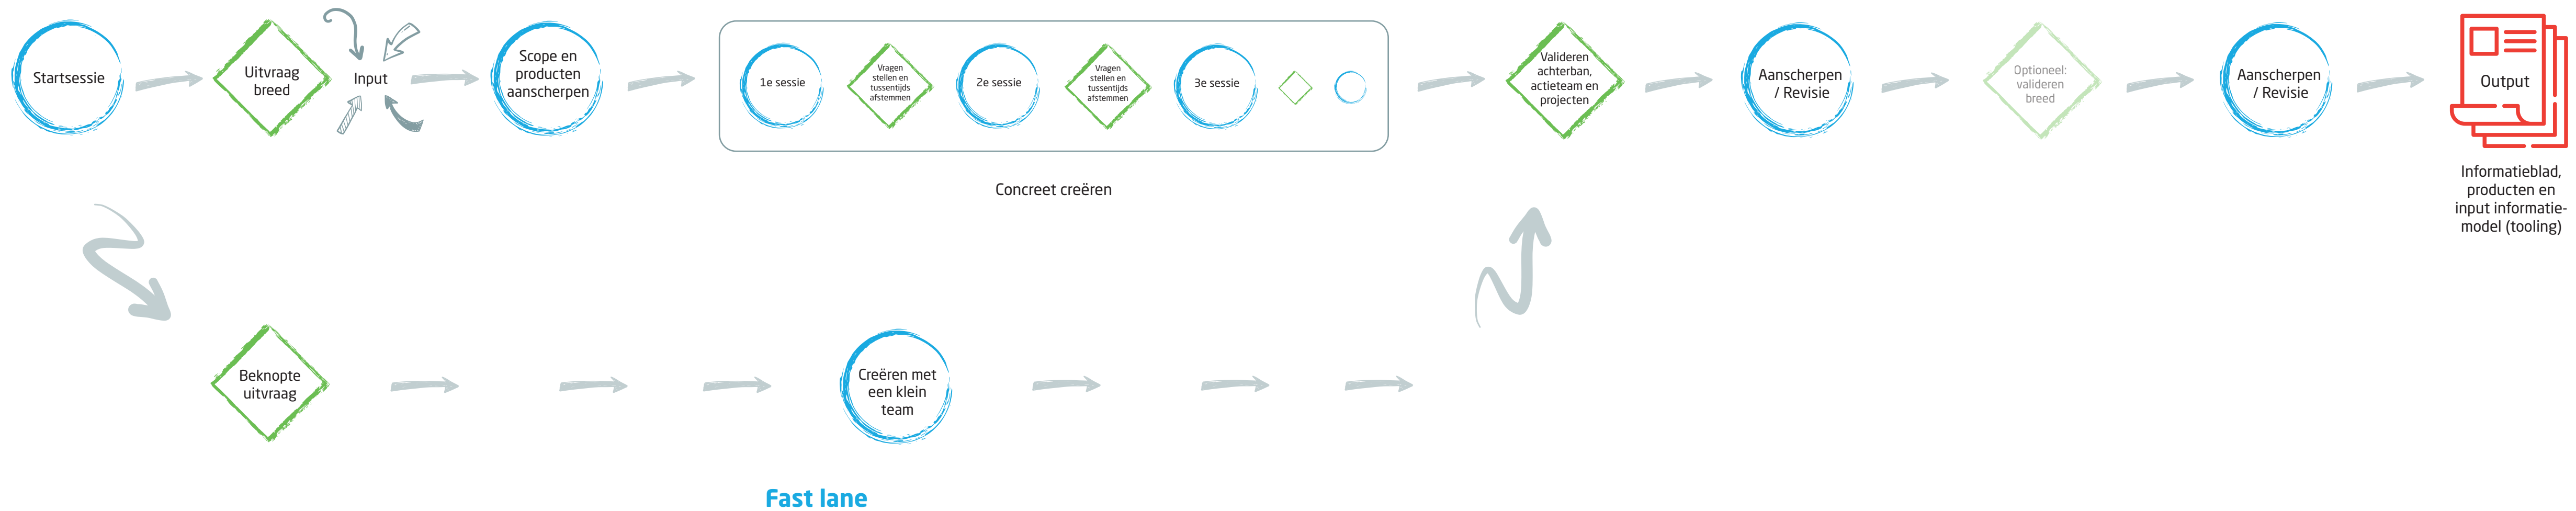 Startsessie
Uitvraag
breed
Input
Scope en
producten
aanscherpen
1e sessie
Vragen
stellen en
tussentijds
afstemmen
2e sessie
Vragen
stellen en
tussentijds
afstemmen
3e sessie
Concreet creëren
Valideren
achterban,
actieteam en
projecten
Aanscherpen
/ Revisie
Optioneel:
valideren
breed
Aanscherpen
/ Revisie
Output
Informatieblad,
producten en
input informatie-
model (tooling)
Beknopte
uitvraag
Creëren met
een klein
team
Fast lane